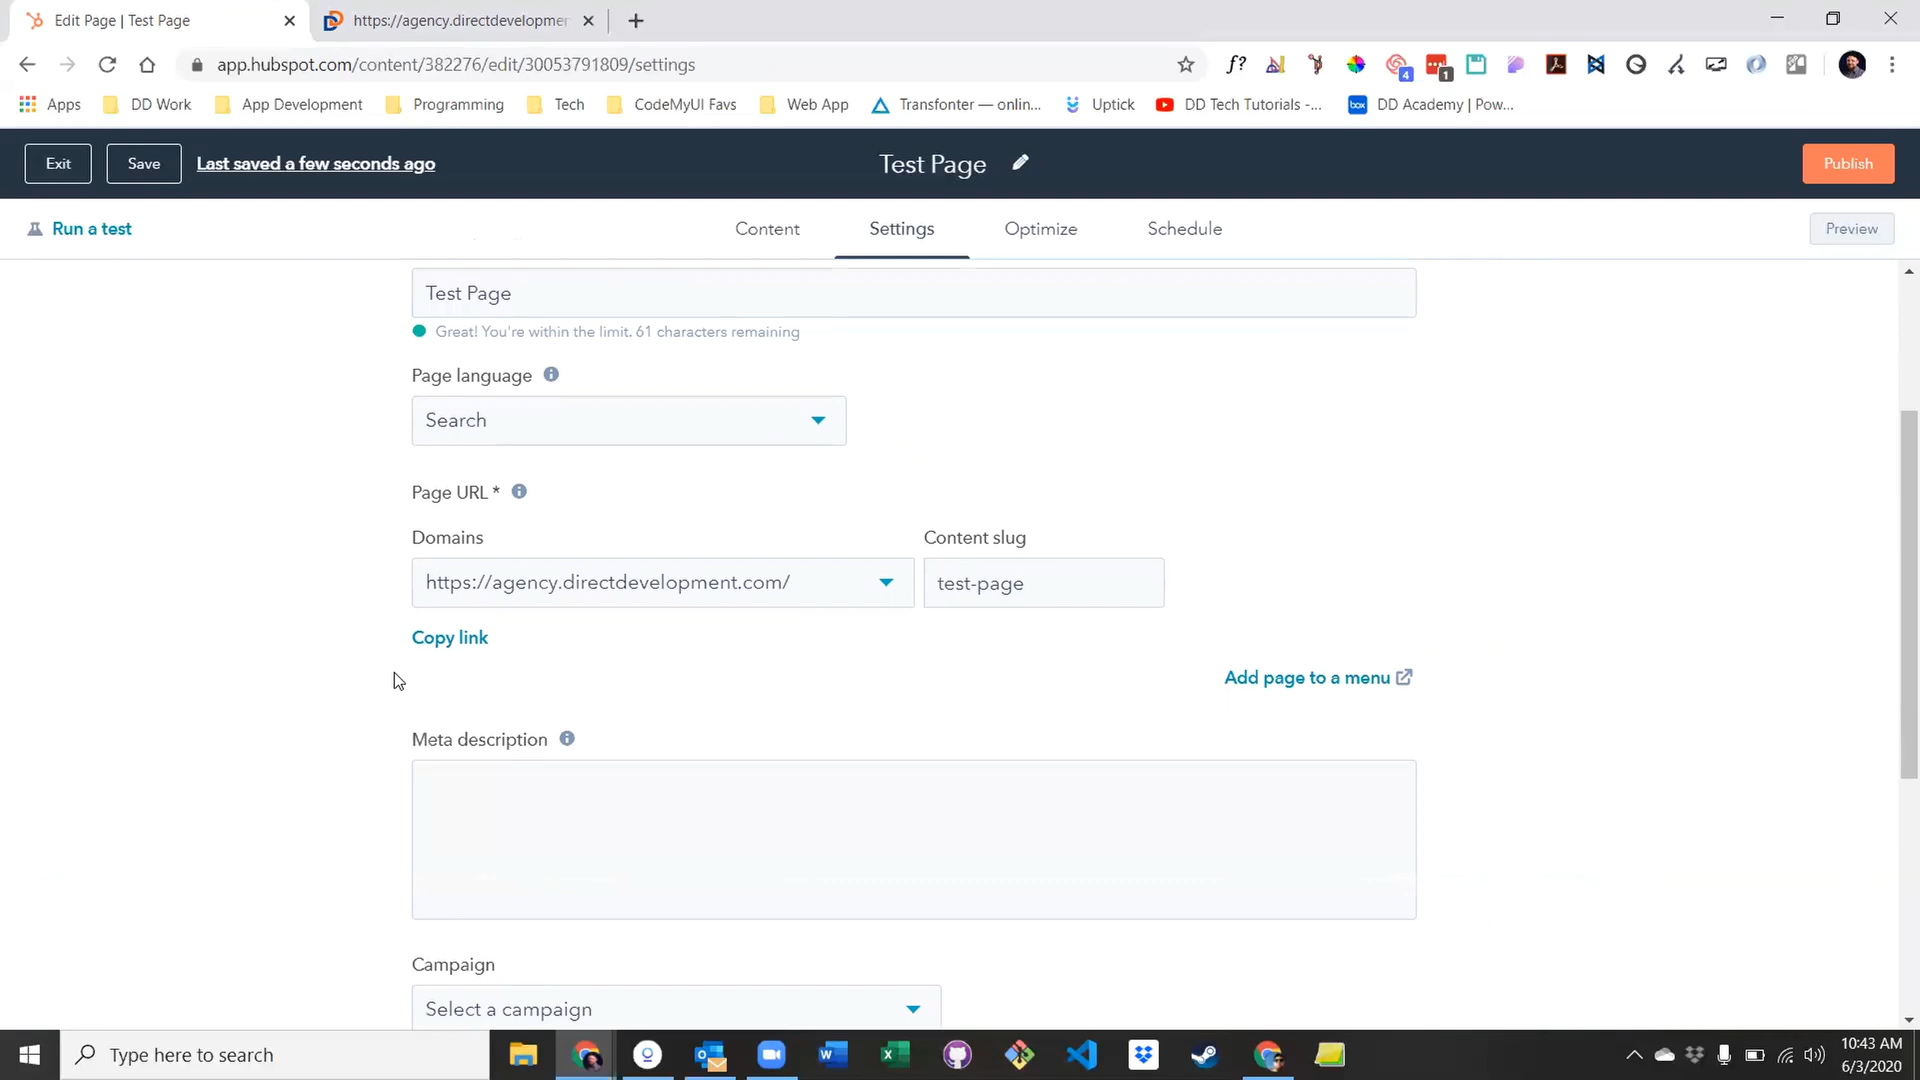 Edit Page | Test Page
https://agency.directdevelopme
app.hubspot.com/content/382276/edit/30053791809/settings
f?
4
1
Apps
DD Work
App Development
Programming
Tech
CodeMyUI Favs
Web App
Transfonter — onlin...
Uptick
DD Tech Tutorials -...
box
DD Academy | Pow...
Exit
Save
Last saved a few seconds ago
Test Page
Publish
Run a test
Content
Settings
Optimize
Schedule
Preview
Test Page
Great! You're within the limit. 61 characters remaining
Page language
Search
Page URL *
Domains
Content slug
https://agency.directdevelopment.com/
test-page
Copy link
Add page to a menu
Meta description
Campaign
Select a campaign
Type here to search
10:43 AM
6/3/2020